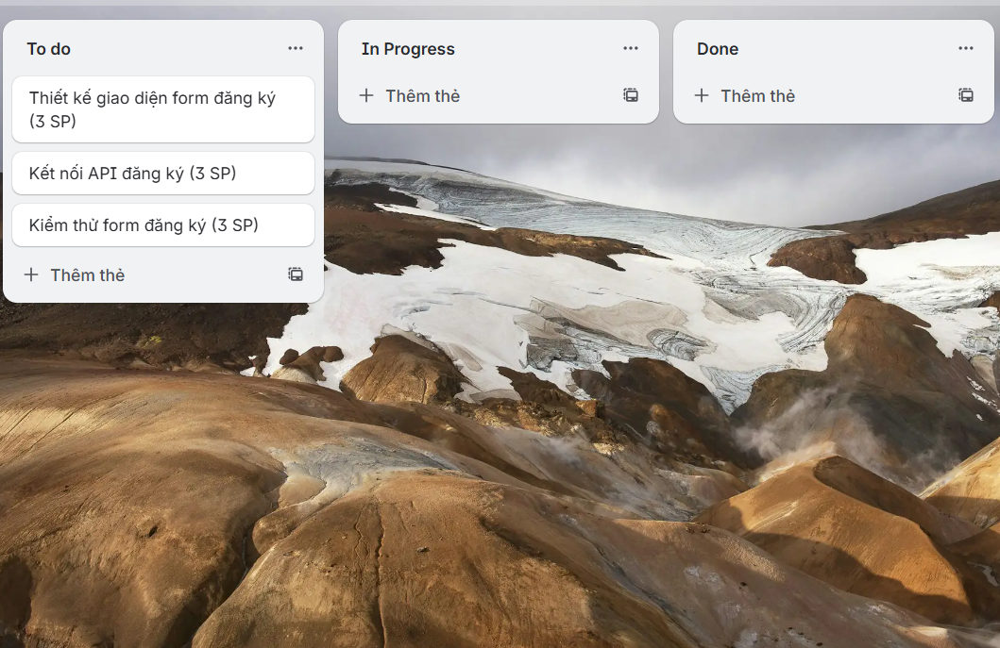 To do
Thiết kế giao diện form đăng ký
(3 SP)
Kết nối API đăng ký (3 SP)
Kiểm thử form đăng ký (3 SP)
Thêm thẻ
In Progress
Thêm thẻ
Done
Thêm thẻ